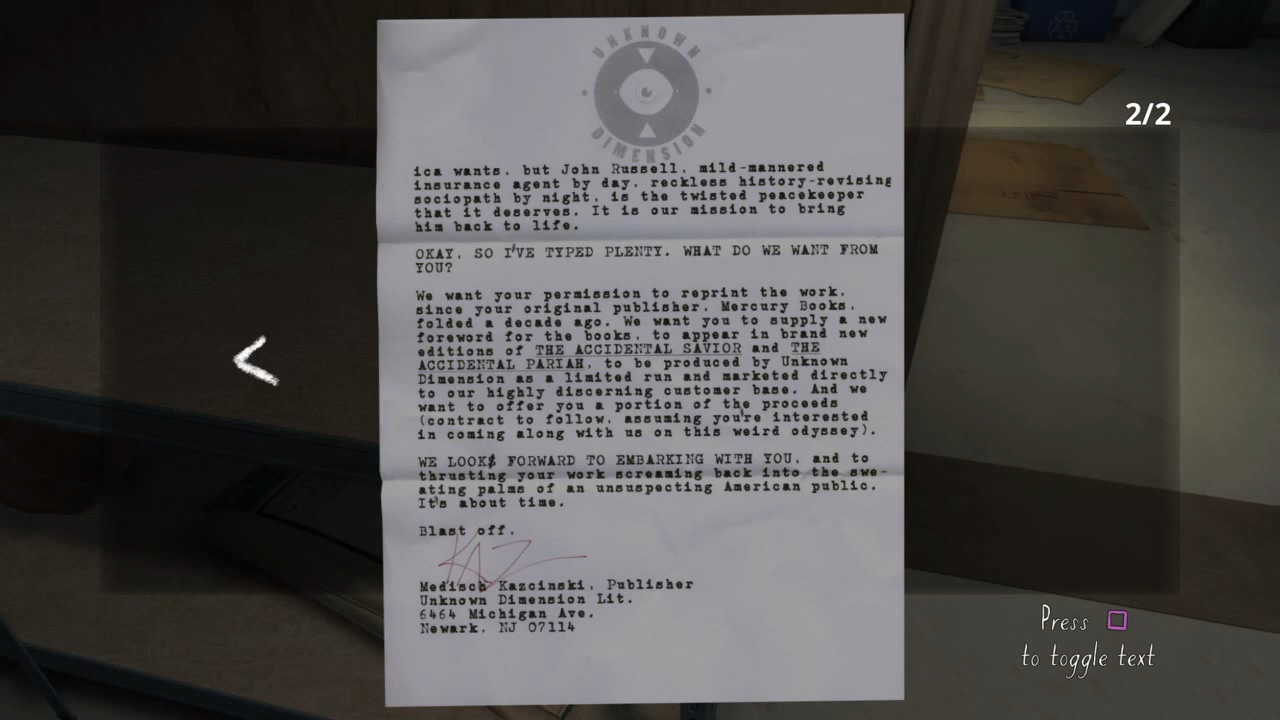 UNKNOWN
DIMENSION
2/2
ica wants, but John Russell, mild-mannered
insurance agent by day, reckless history-revising
sociopath by night, is the twisted peacekeeper
that it deserves. It is our mission to bring
him back to life.
OKAY, SO I'VE TYPED PLENTY. WHAT DO WE WANT FROM
YOU?
We want your permission to reprint the work,
since your original publisher, Mercury Books,
folded a decade ago. We want you to supply a new
foreword for the books, to appear in brand new
editions of THE ACCIDENTAL SAVIOR and THE
ACCIDENTAL PARIAH, to be produced by Unknown
Dimension as a limited run and marketed directly
to our highly discerning customer base. And we
want to offer you a portion of the proceeds
(contract to follow, assuming you're interested
in coming along with us on this weird odyssey).
WE LOOK FORWARD TO EMBARKING WITH YOU, and to
thrusting your work screaming back into the swe-
ating palms of an unsuspecting American public.
It's about time.
Blast off,
KAZ
Medisch Kazcinski, Publisher
Unknown Dimension Lit.
6464 Michigan Ave.
Newark, NJ 07114
Press
to toggle text